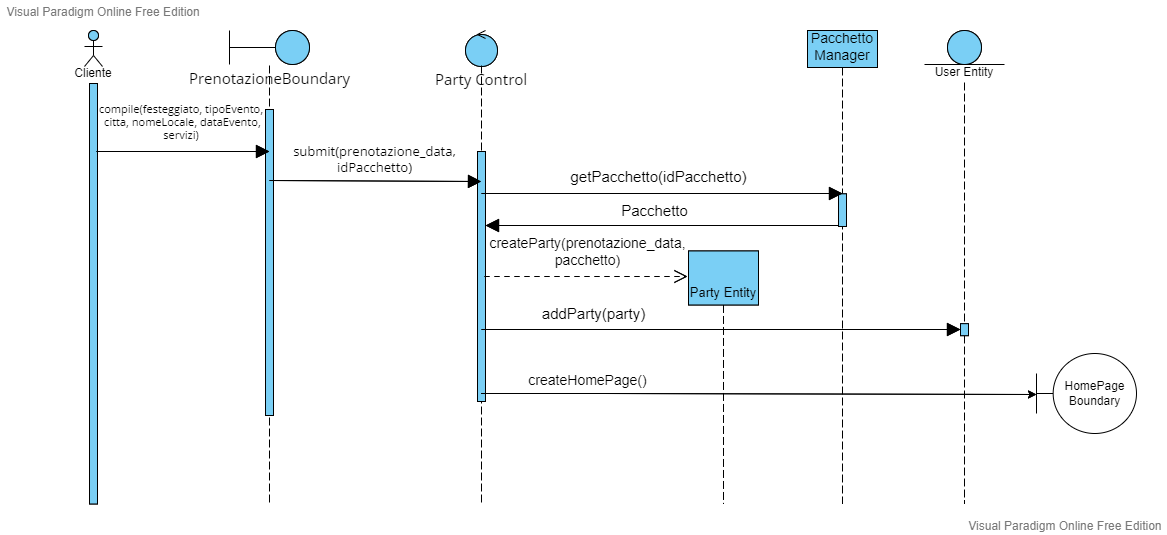 Visual Paradigm Online Free Edition
Cliente
PrenotazioneBoundary
Party Control
Pacchetto
Manager
User Entity
compile(festeggiato, tipoEvento,
citta, nomeLocale, dataEvento,
servizi)
submit(prenotazione_data,
idPacchetto)
getPacchetto(idPacchetto)
Pacchetto
createParty(prenotazione_data,
pacchetto)
Party Entity
addParty(party)
createHomePage()
HomePage
Boundary
Visual Paradigm Online Free Edition